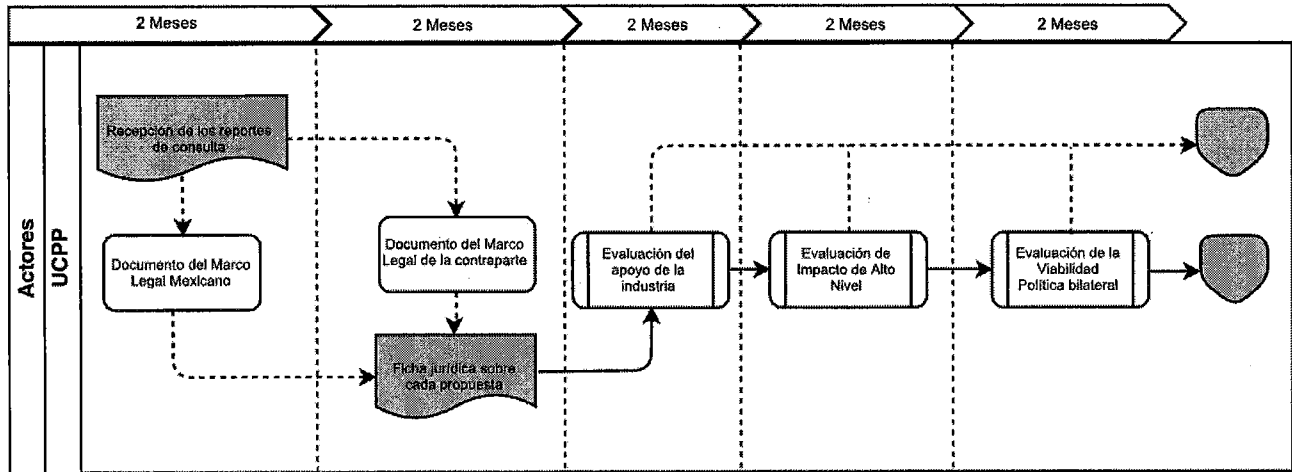 2 Meses
2 Meses
2 Meses
2 Meses
2 Meses
Actores
UCPP
Recepción de los reportes
de consulta
Documento del Marco
Legal Mexicano
Documento del Marco
Legal de la contraparte
Ficha jurídica sobre
cada propuesta
Evaluación del
apoyo de la
industria
Evaluación de
Impacto de Alto
Nivel
Evaluación de la
Viabilidad
Política bilateral